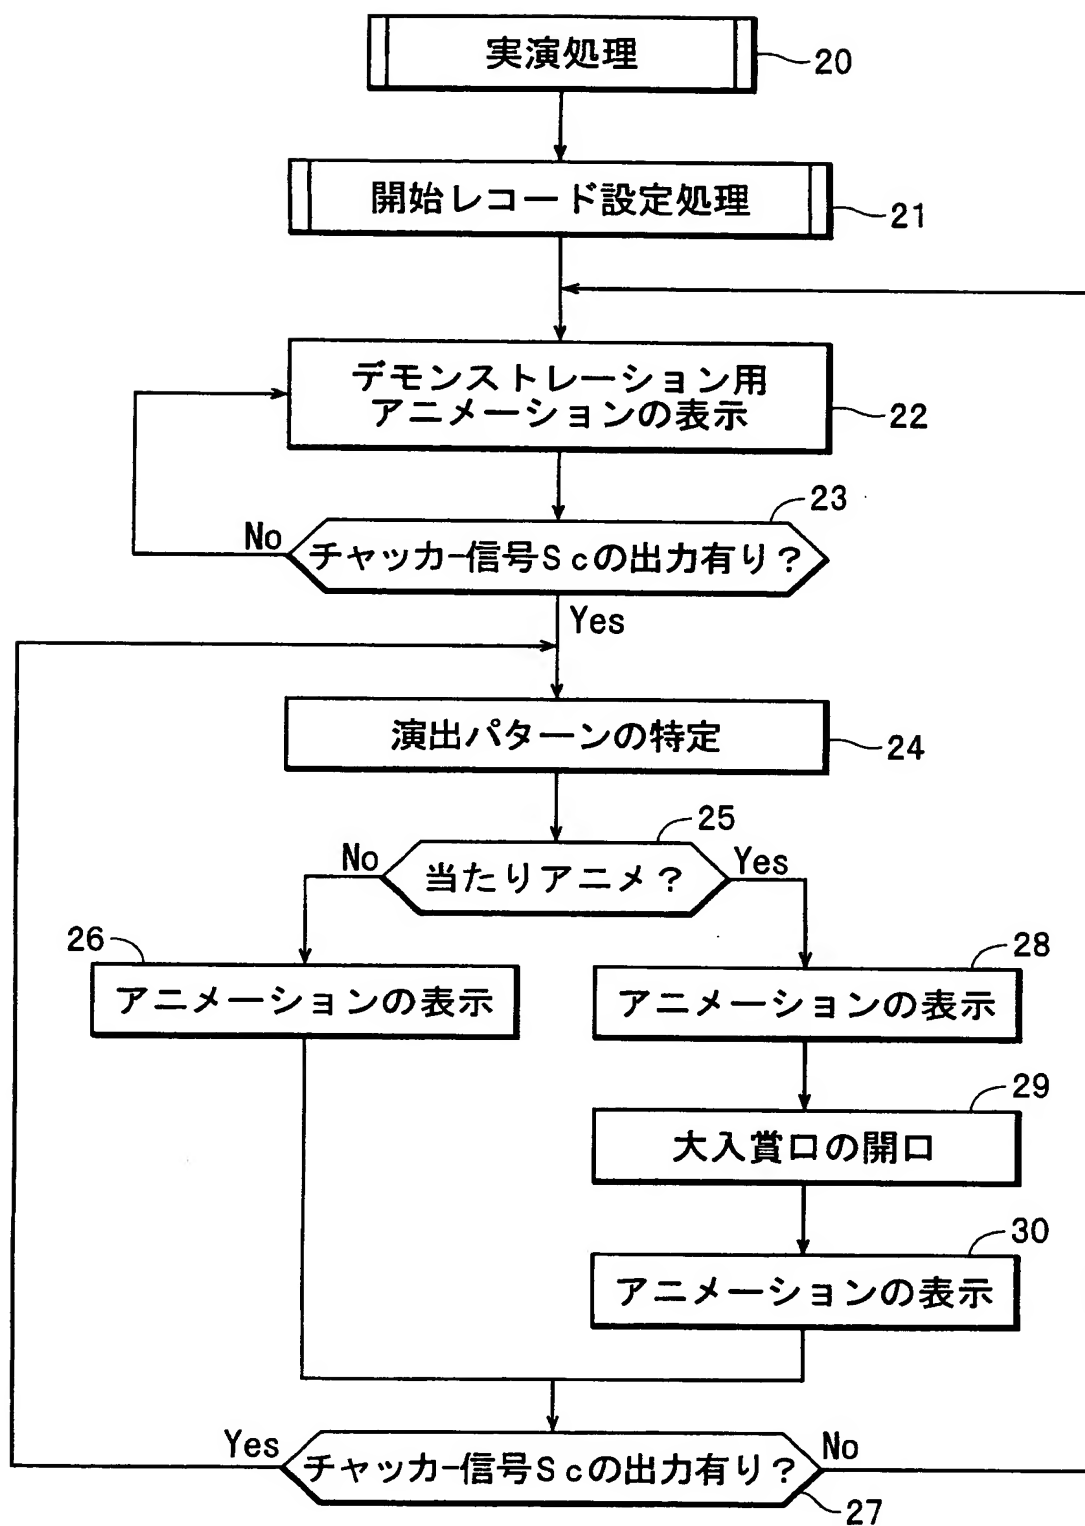 実演処理
20
開始レコード設定処理
21
デモンストレーション用
アニメーションの表示
22
23
No
チャッカ-信号Scの出力有り?
Yes
演出パターンの特定
24
25
No
当たりアニメ?
Yes
26
アニメーションの表示
28
アニメーションの表示
29
大入賞口の開口
30
アニメーションの表示
Yes
チャッカ-信号Scの出力有り?
No
27